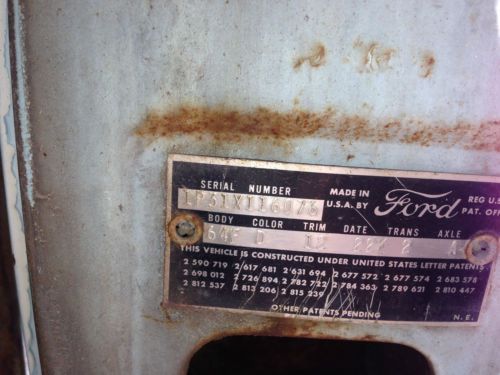 SERIAL NUMBER
MADE IN
U.S.A. BY
Ford
REG U.S.
PAT. OF
BODY COLOR TRIM DATE TRANS AXLE
THIS VEHICLE IS CONSTRUCTED UNDER UNITED STATES LETTER PATENTS
2 590 719 2 617 681 2 631 694 2 677 572 2 677 574 2 683 578
2 698 012 2 726 894 2 782 722 2 784 363 2 789 621 2 810 447
2 812 537 2 813 206 2 815 239
OTHER PATENTS PENDING
N. E.